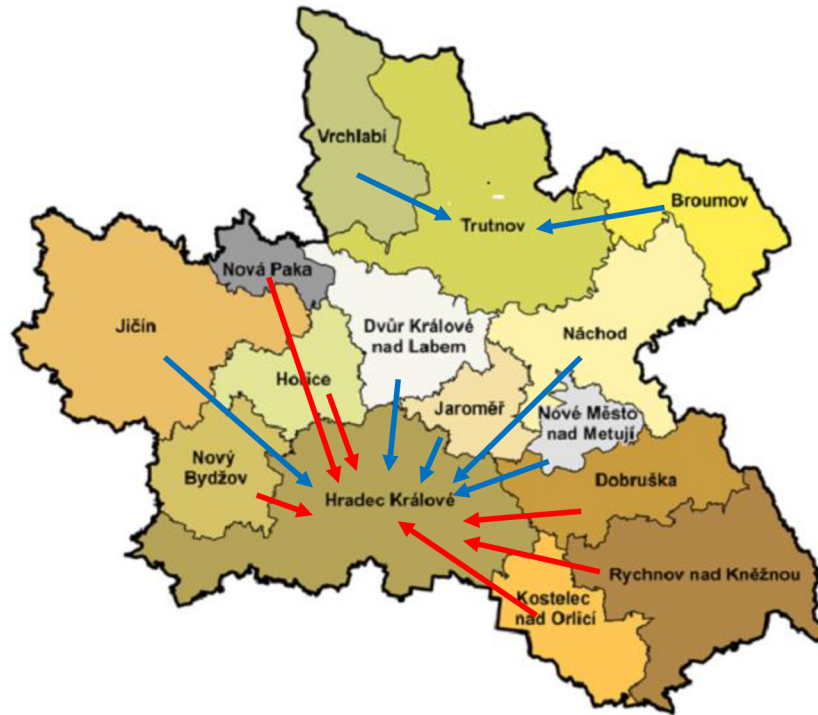 Vrchlabí
Broumov
Trutnov
Nová Paka
Jičín
Dvůr Králové
nad Labem
Náchod
Hořice
Jaroměř
Nové Město
nad Metují
Nový
Bydžov
Dobruška
Hradec Králové
Rychnov nad Kněžnou
Kostelec
nad Orlicí